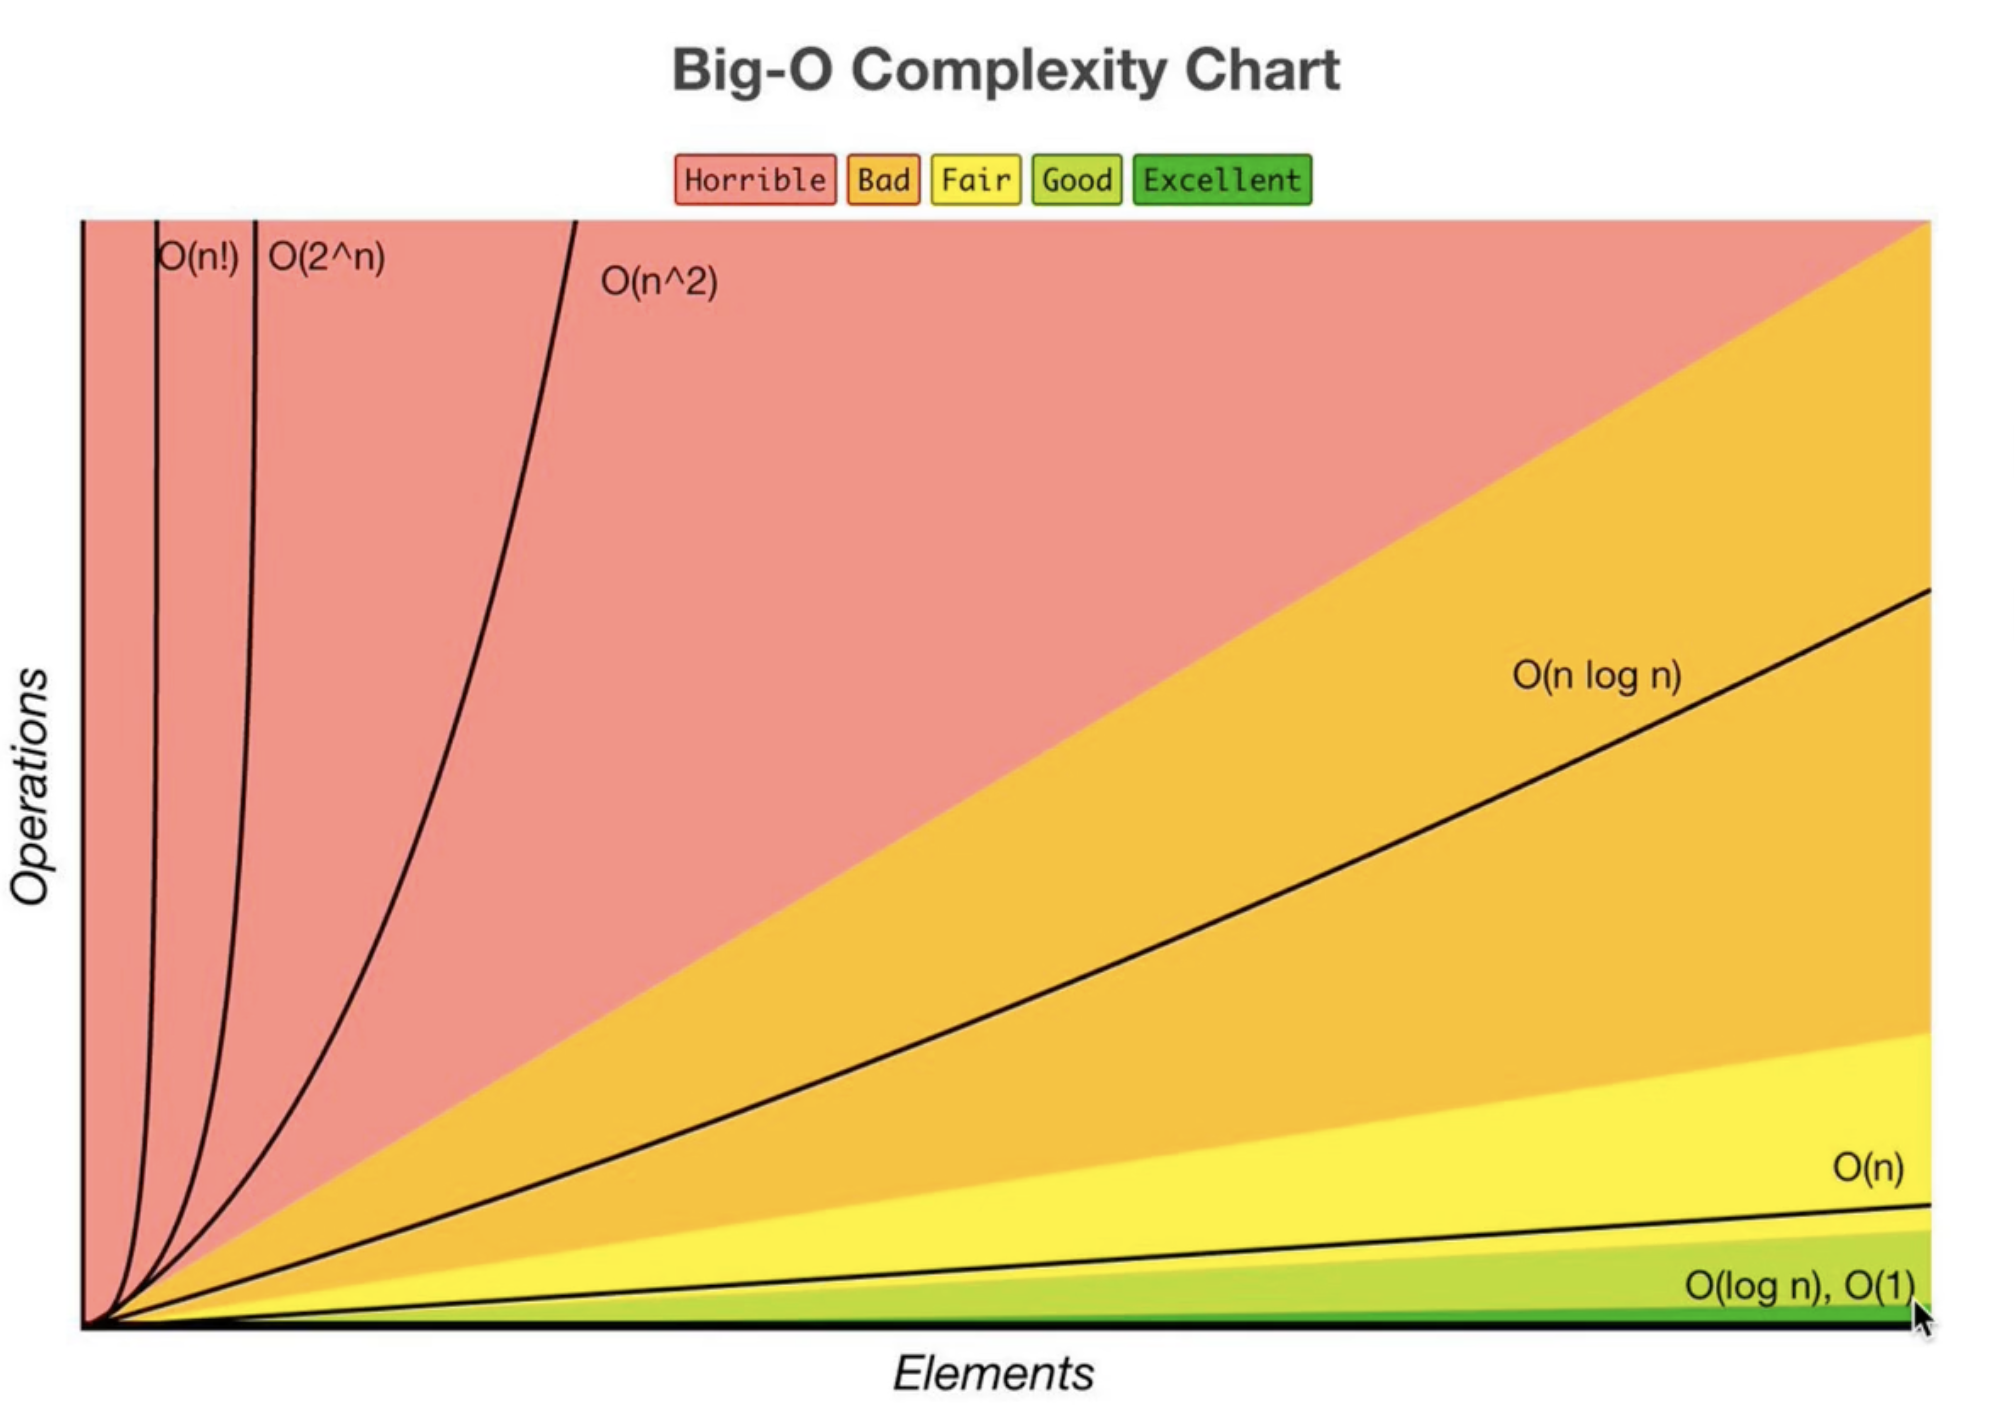 Big-O Complexity Chart
Horrible Bad Fair Good Excellent
O(n!) O(2^n)
O(n^2)
O(n log n)
O(n)
O(log n), O(1)
Operations
Elements